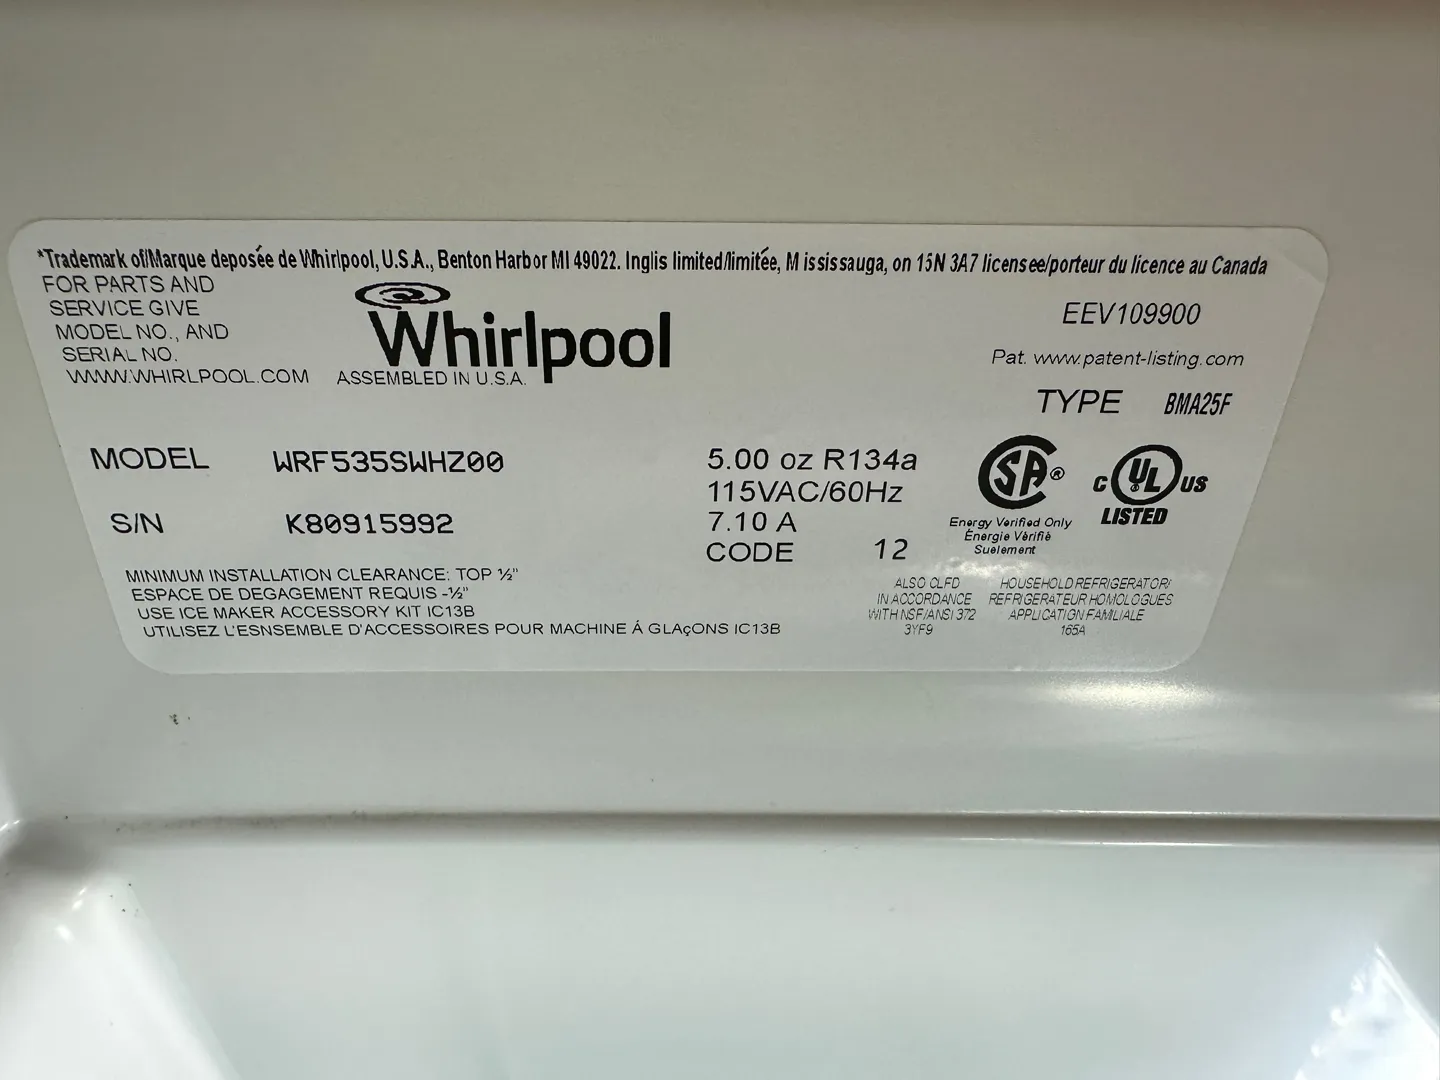 *Trademark of/Marque deposée de Whirlpool, U.S.A., Benton Harbor MI 49022. Inglis limited/limitée, M ississauga, on 15N 3A7 licensee/porteur du licence au Canada
FOR PARTS AND
SERVICE GIVE
MODEL NO., AND
SERIAL NO.
WWW.WHIRLPOOL.COM
Whirlpool
ASSEMBLED IN U.S.A.
EEV109900
Pat. www.patent-listing.com
TYPE BMA25F
MODEL WRF535SWHZ00
S/N K80915992
5.00 oz R134a
115VAC/60Hz
7.10 A
CODE 12
SA®
Energy Verified Only
Énergie Vérifié
Suelement
C UL® US
LISTED
MINIMUM INSTALLATION CLEARANCE: TOP ½"
ESPACE DE DEGAGEMENT REQUIS -½"
USE ICE MAKER ACCESSORY KIT IC13B
UTILISEZ L'ESNSEMBLE D'ACCESSOIRES POUR MACHINE Á GLAçONS IC13B
ALSO CLFD
IN ACCORDANCE
WITH NSF/ANSI 372
3YF9
HOUSEHOLD REFRIGERATOR/
REFRIGERATEUR HOMOLOGUES
APPLICATION FAMILIALE
165A